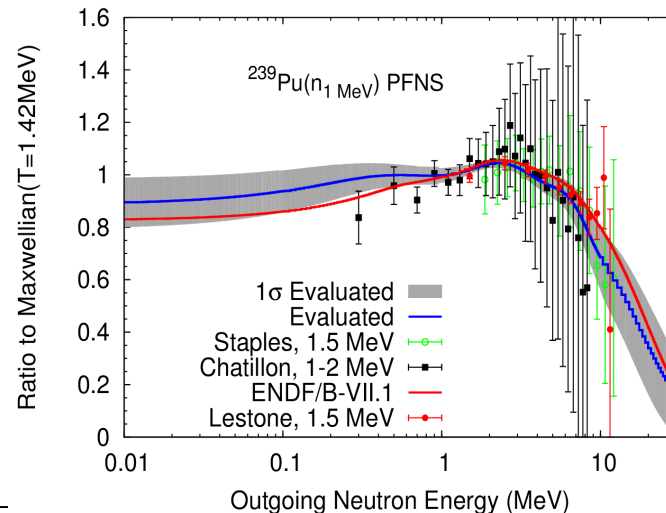 1.6
1.4
1.2
1
0.8
0.6
0.4
0.2
0
Ratio to Maxwellian(T=1.42MeV)
²³⁹Pu(n₁ MeV) PFNS
1σ Evaluated
Evaluated
Staples, 1.5 MeV
Chatillon, 1-2 MeV
ENDF/B-VII.1
Lestone, 1.5 MeV
0.01 0.1 1 10
Outgoing Neutron Energy (MeV)